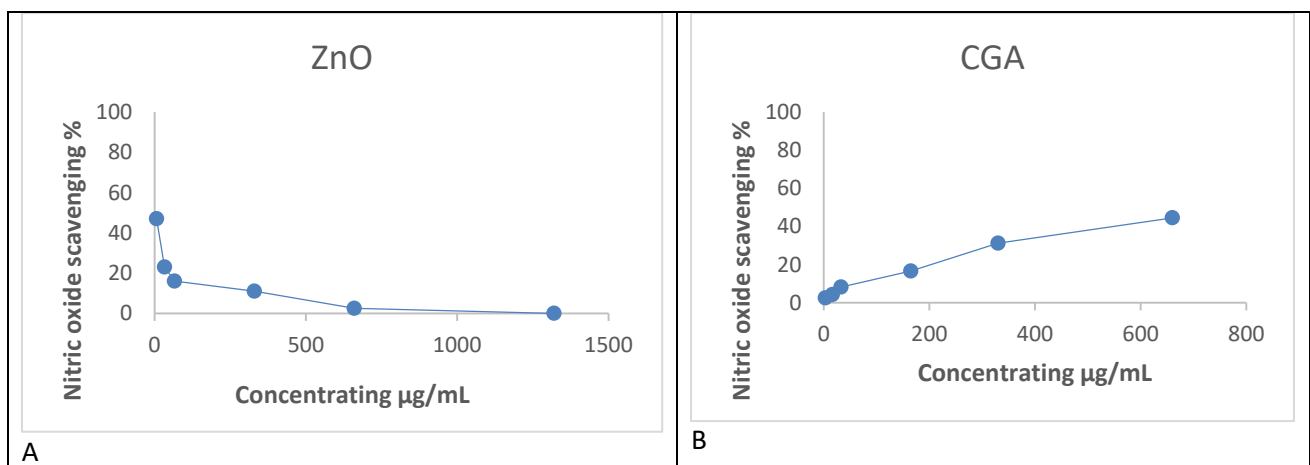 ZnO
Nitric oxide scavenging %
100
80
60
40
20
0
0 500 1000 1500
Concentrating µg/mL
A
CGA
Nitric oxide scavenging %
100
80
60
40
20
0
0 200 400 600 800
Concentrating µg/mL
B